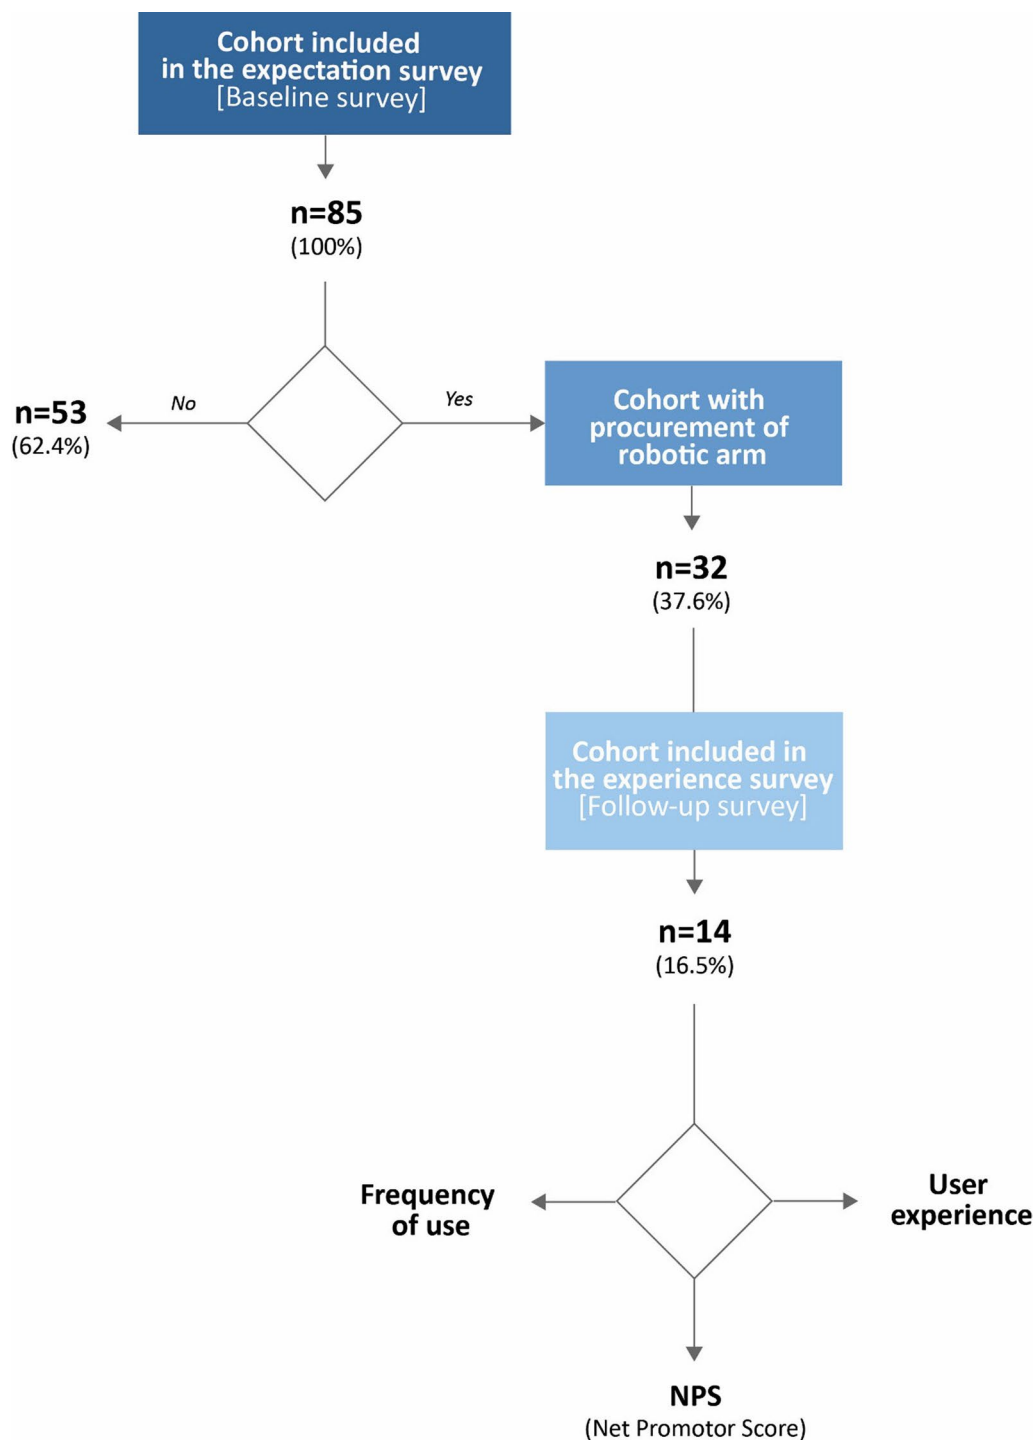 Cohort included
in the expectation survey
[Baseline survey]
n=85
(100%)
No
Yes
n=53
(62.4%)
Cohort with
procurement of
robotic arm
n=32
(37.6%)
Cohort included in
the experience survey
[Follow-up survey]
n=14
(16.5%)
Frequency
of use
User
experience
NPS
(Net Promotor Score)